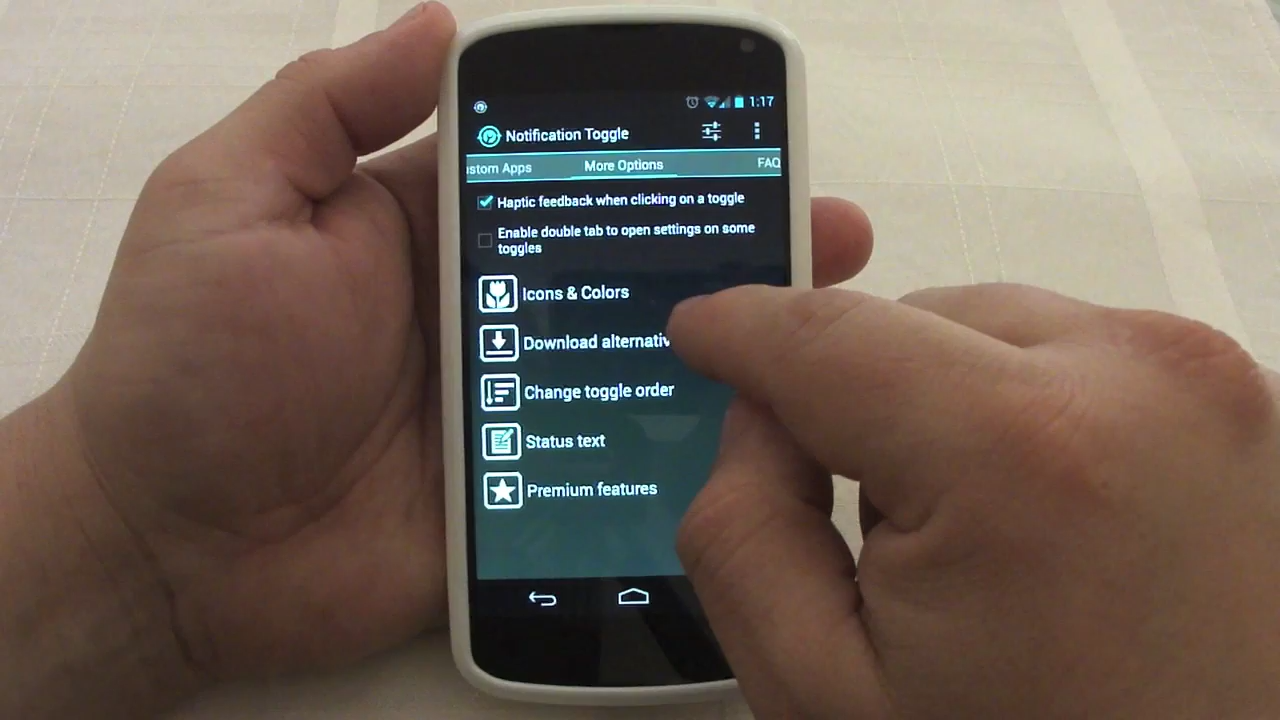 1:17
Notification Toggle
stom Apps More Options FAQ
Haptic feedback when clicking on a toggle
Enable double tab to open settings on some
toggles
Icons & Colors
Download alternativ
Change toggle order
Status text
Premium features